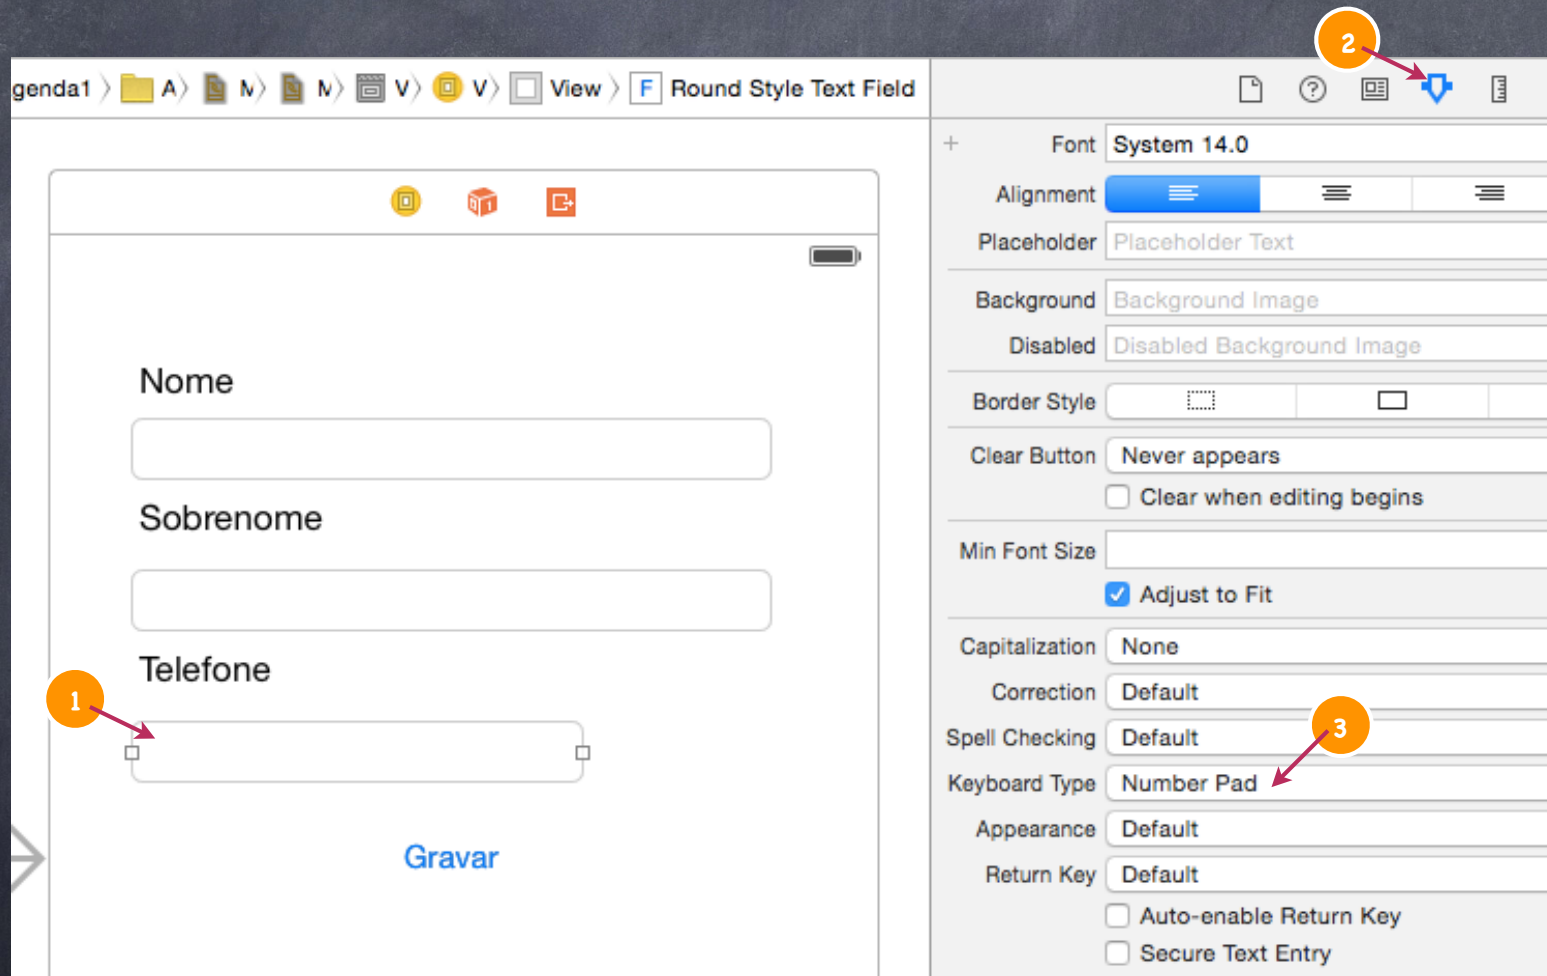 2
genda1 〉 A〉 M〉 M〉 V〉 V〉 View 〉 F Round Style Text Field
Font System 14.0
Alignment
Placeholder Placeholder Text
Background Background Image
Disabled Disabled Background Image
Border Style
Clear Button Never appears
Clear when editing begins
Min Font Size
Adjust to Fit
Capitalization None
Correction Default
Spell Checking Default
3
Keyboard Type Number Pad
Appearance Default
Return Key Default
Auto-enable Return Key
Secure Text Entry
Nome
Sobrenome
Telefone
1
Gravar